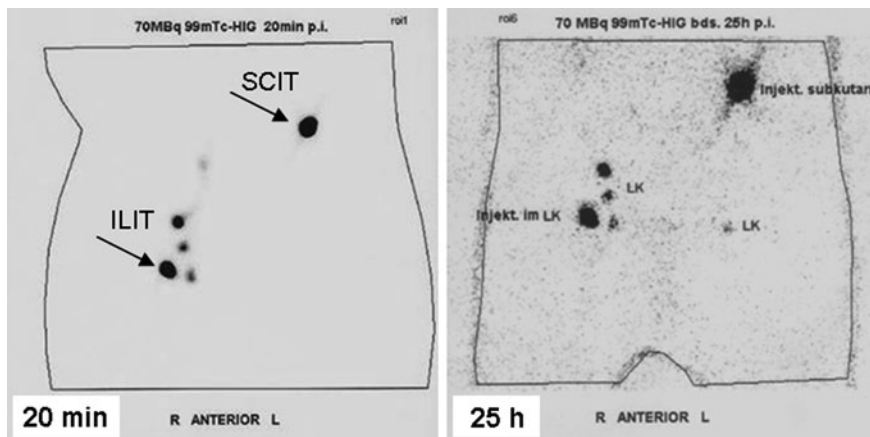 70MBq 99mTc-HIG 20min p.i.
roi1
SCIT
ILIT
20 min
R ANTERIOR L
roi6
70 MBq 99mTc-HIG bds. 25h p.i.
Injekt. subkutan
LK
Injekt. im LK
LK
25 h
R ANTERIOR L